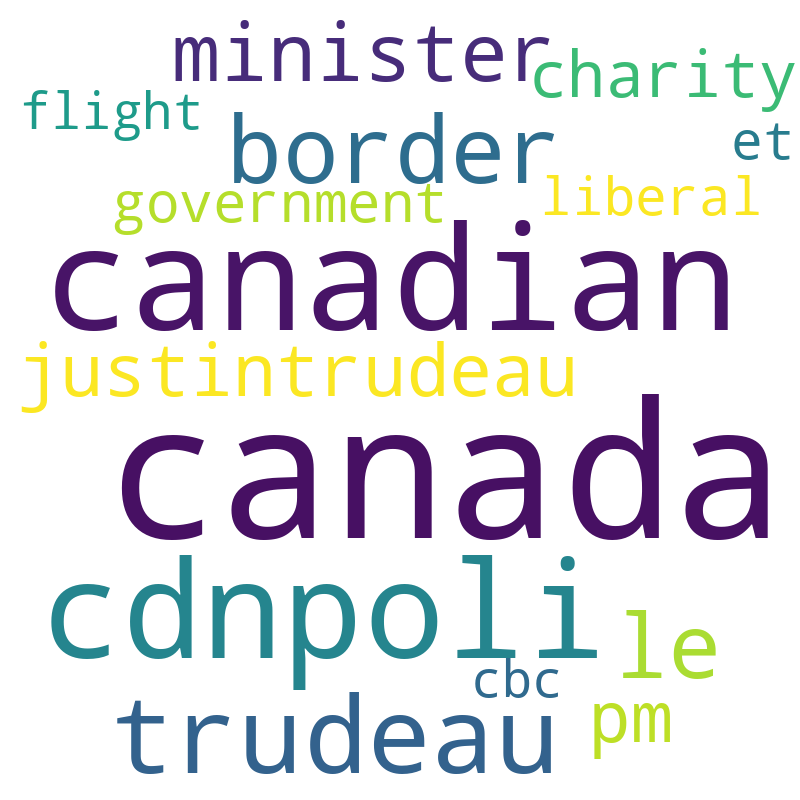 minister
charity
flight
border
et
government
liberal
canadian
justintrudeau
canada
cdnpoli
le
cbc
pm
trudeau